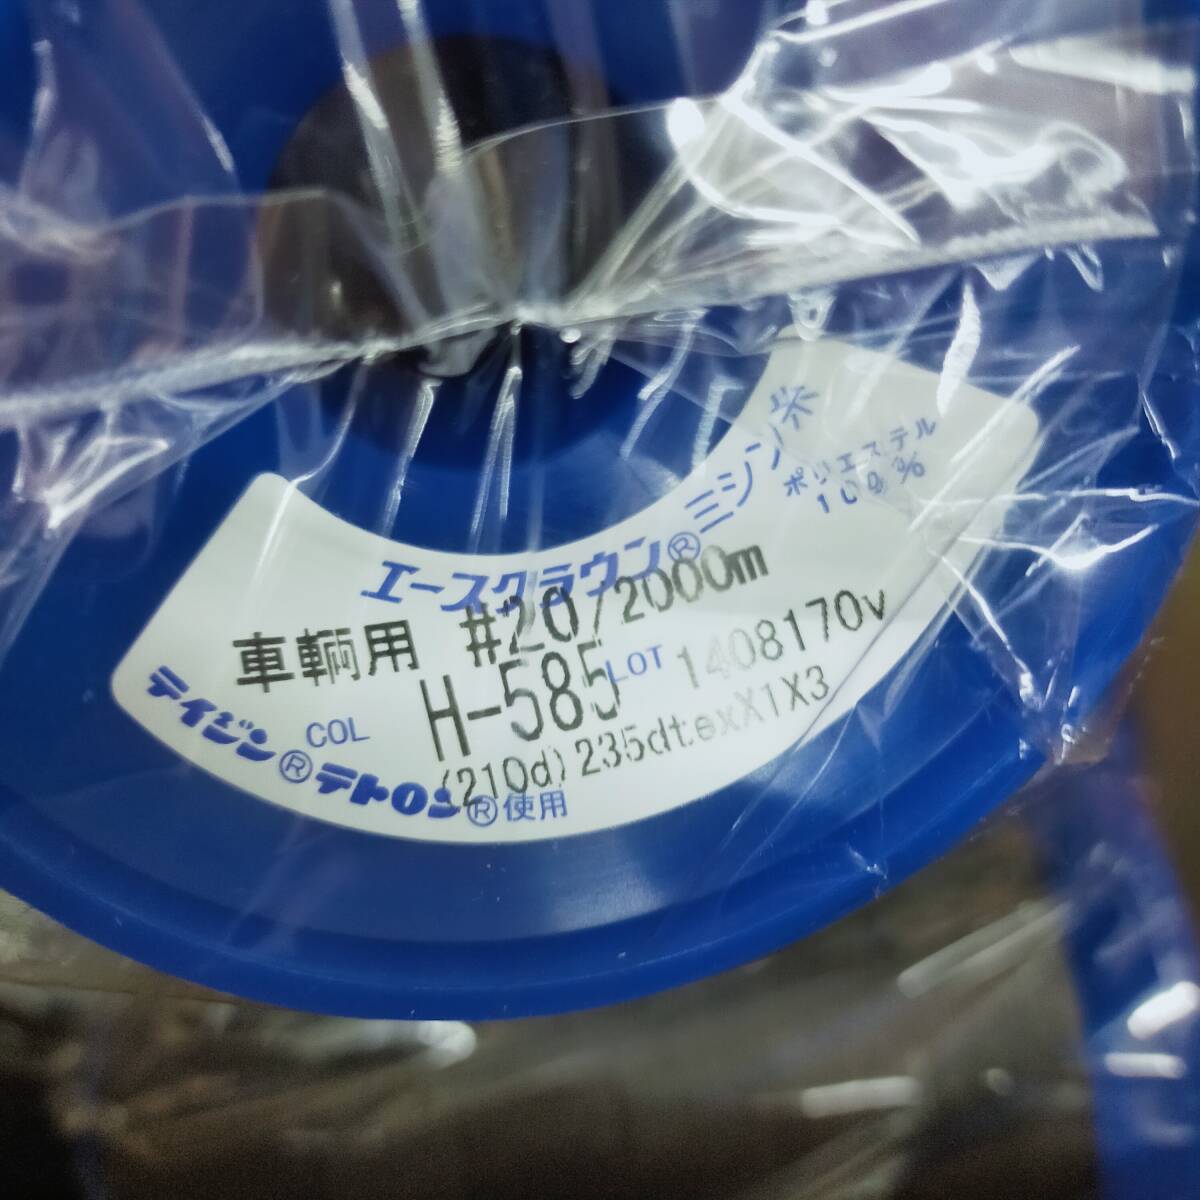 エースクラウン®ミシン糸
ポリエステル
100%
車輌用 #20/2000m
COL H-585 LOT 1408170v
(210d) 235dtexX1X3
テイジン®テトロン®使用